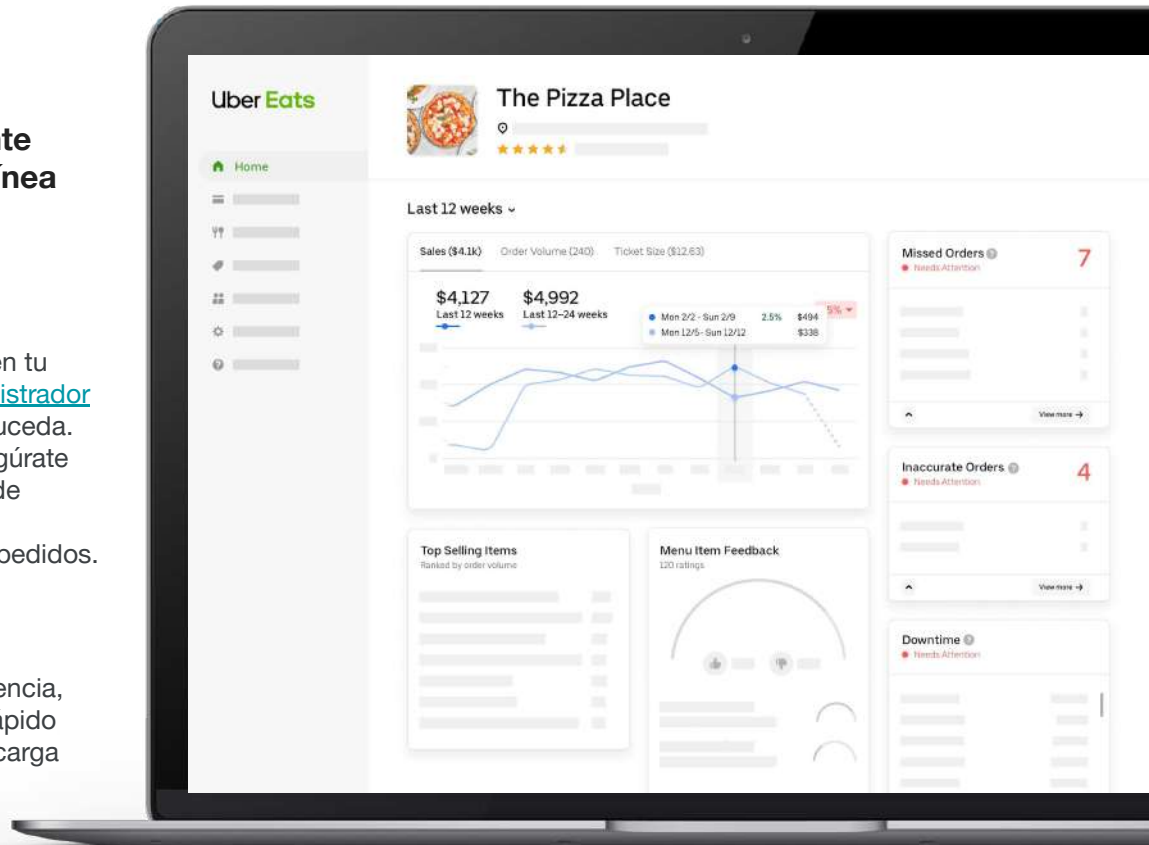 te
ínea
en tu
istrador
uceda.
gúrate
de
pedidos.
encia,
ápido
carga
Uber Eats
Home
The Pizza Place
Last 12 weeks
Sales ($4.1k) Order Volume (240) Ticket Size ($12,63)
$4,127 $4,992
Last 12 weeks Last 12–24 weeks
5%
Mon 2/2 - Sun 2/9 2.5% $494
Mon 12/5- Sun 12/12 $338
Top Selling Items
Ranked by order volume
Menu Item Feedback
120 ratings
Missed Orders 7
Needs Attention
View more →
Inaccurate Orders 4
Needs Attention
View more →
Downtime
Needs Attention